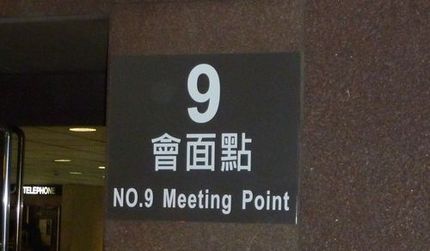 9
會面點
NO.9 Meeting Point
TELEPHONE